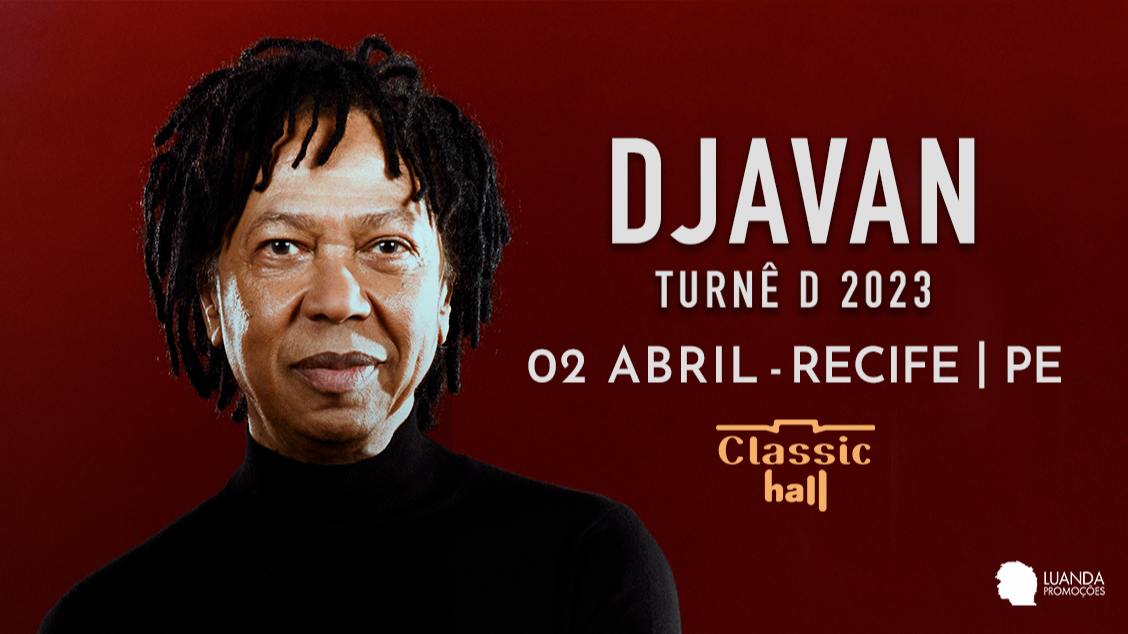 DJAVAN
TURNÊ D 2023
02 ABRIL - RECIFE | PE
Classic
hall
LUANDA
PROMOÇÕES